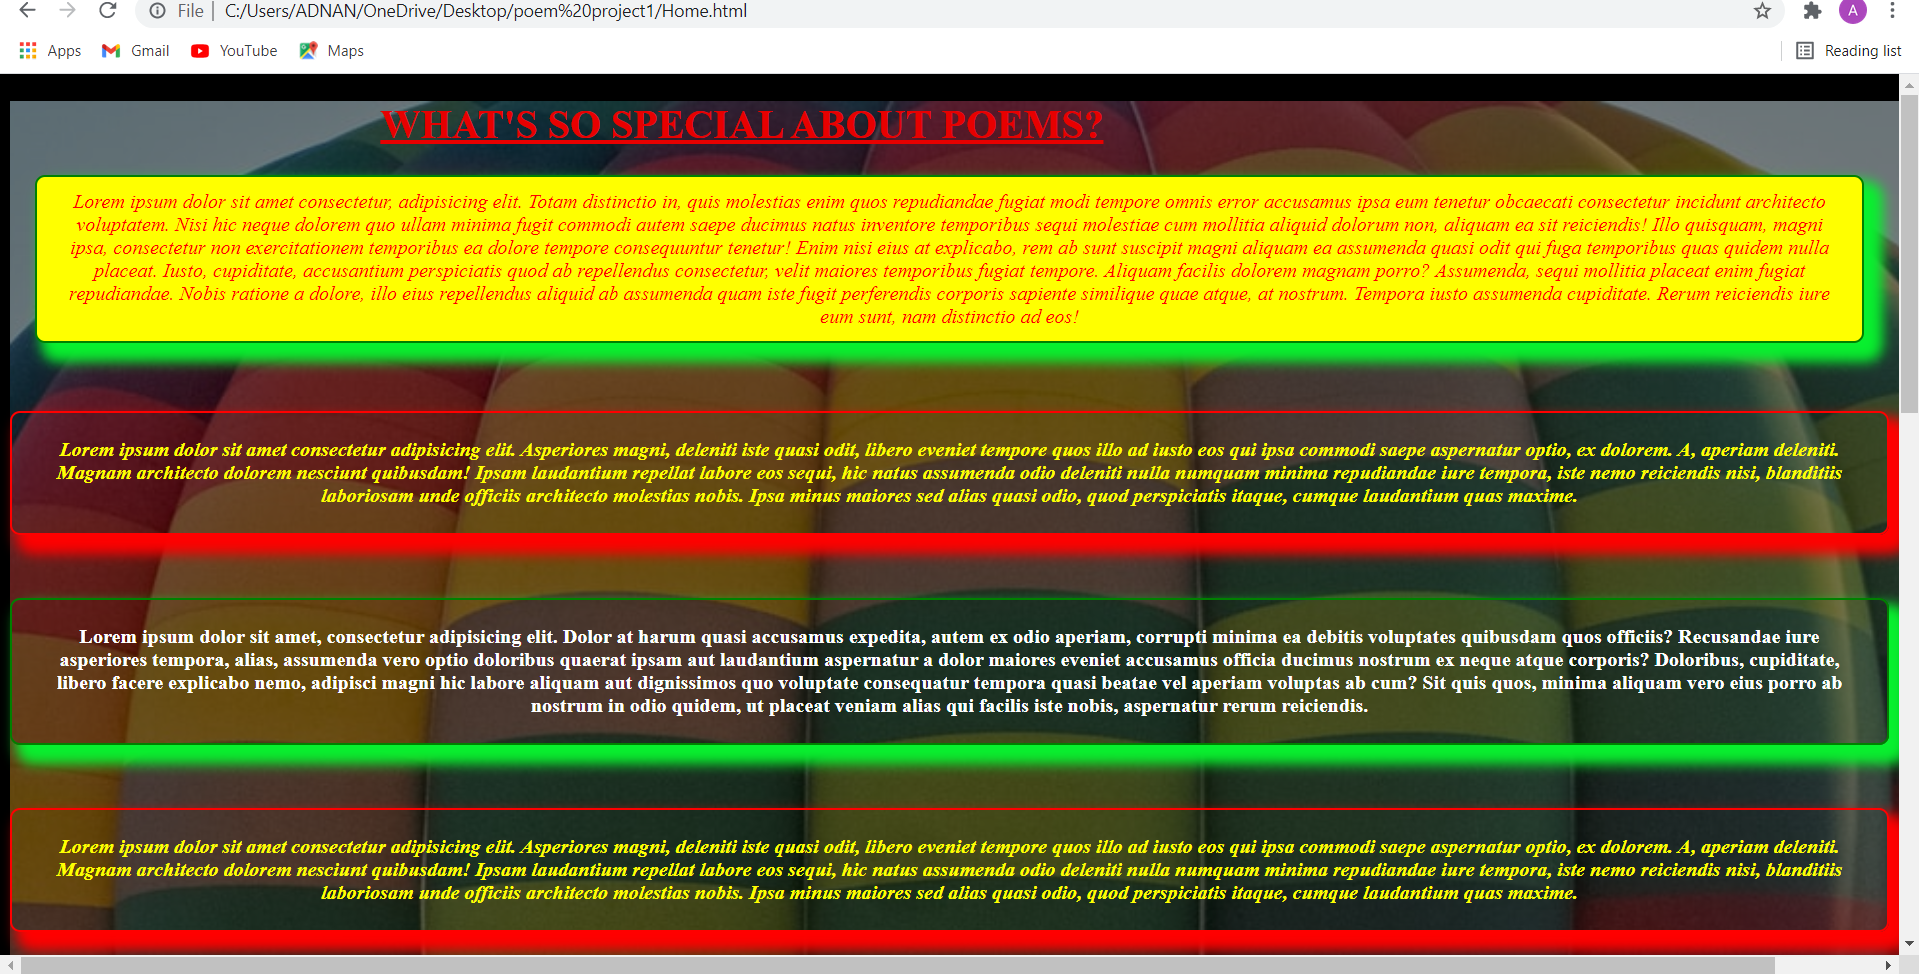 File | C:/Users/ADNAN/OneDrive/Desktop/poem%20project1/Home.html A
Apps Gmail YouTube Maps Reading list
WHAT'S SO SPECIAL ABOUT POEMS?
Lorem ipsum dolor sit amet consectetur, adipisicing elit. Totam distinctio in, quis molestias enim quos repudiandae fugiat modi tempore omnis error accusamus ipsa eum tenetur obcaecati consectetur incidunt architecto
voluptatem. Nisi hic neque dolorem quo ullam minima fugit commodi autem saepe ducimus natus inventore temporibus sequi molestiae cum mollitia aliquid dolorum non, aliquam ea sit reiciendis! Illo quisquam, magni
ipsa, consectetur non exercitationem temporibus ea dolore tempore consequuntur tenetur! Enim nisi eius at explicabo, rem ab sunt suscipit magni aliquam ea assumenda quasi odit qui fuga temporibus quas quidem nulla
placeat. Iusto, cupiditate, accusantium perspiciatis quod ab repellendus consectetur, velit maiores temporibus fugiat tempore. Aliquam facilis dolorem magnam porro? Assumenda, sequi mollitia placeat enim fugiat
repudiandae. Nobis ratione a dolore, illo eius repellendus aliquid ab assumenda quam iste fugit perferendis corporis sapiente similique quae atque, at nostrum. Tempora iusto assumenda cupiditate. Rerum reiciendis iure
eum sunt, nam distinctio ad eos!
Lorem ipsum dolor sit amet consectetur adipisicing elit. Asperiores magni, deleniti iste quasi odit, libero eveniet tempore quos illo ad iusto eos qui ipsa commodi saepe aspernatur optio, ex dolorem. A, aperiam deleniti.
Magnam architecto dolorem nesciunt quibusdam! Ipsam laudantium repellat labore eos sequi, hic natus assumenda odio deleniti nulla numquam minima repudiandae iure tempora, iste nemo reiciendis nisi, blanditiis
laboriosam unde officiis architecto molestias nobis. Ipsa minus maiores sed alias quasi odio, quod perspiciatis itaque, cumque laudantium quas maxime.
Lorem ipsum dolor sit amet, consectetur adipisicing elit. Dolor at harum quasi accusamus expedita, autem ex odio aperiam, corrupti minima ea debitis voluptates quibusdam quos officiis? Recusandae iure
asperiores tempora, alias, assumenda vero optio doloribus quaerat ipsam aut laudantium aspernatur a dolor maiores eveniet accusamus officia ducimus nostrum ex neque atque corporis? Doloribus, cupiditate,
libero facere explicabo nemo, adipisci magni hic labore aliquam aut dignissimos quo voluptate consequatur tempora quasi beatae vel aperiam voluptas ab cum? Sit quis quos, minima aliquam vero eius porro ab
nostrum in odio quidem, ut placeat veniam alias qui facilis iste nobis, aspernatur rerum reiciendis.
Lorem ipsum dolor sit amet consectetur adipisicing elit. Asperiores magni, deleniti iste quasi odit, libero eveniet tempore quos illo ad iusto eos qui ipsa commodi saepe aspernatur optio, ex dolorem. A, aperiam deleniti.
Magnam architecto dolorem nesciunt quibusdam! Ipsam laudantium repellat labore eos sequi, hic natus assumenda odio deleniti nulla numquam minima repudiandae iure tempora, iste nemo reiciendis nisi, blanditiis
laboriosam unde officiis architecto molestias nobis. Ipsa minus maiores sed alias quasi odio, quod perspiciatis itaque, cumque laudantium quas maxime.